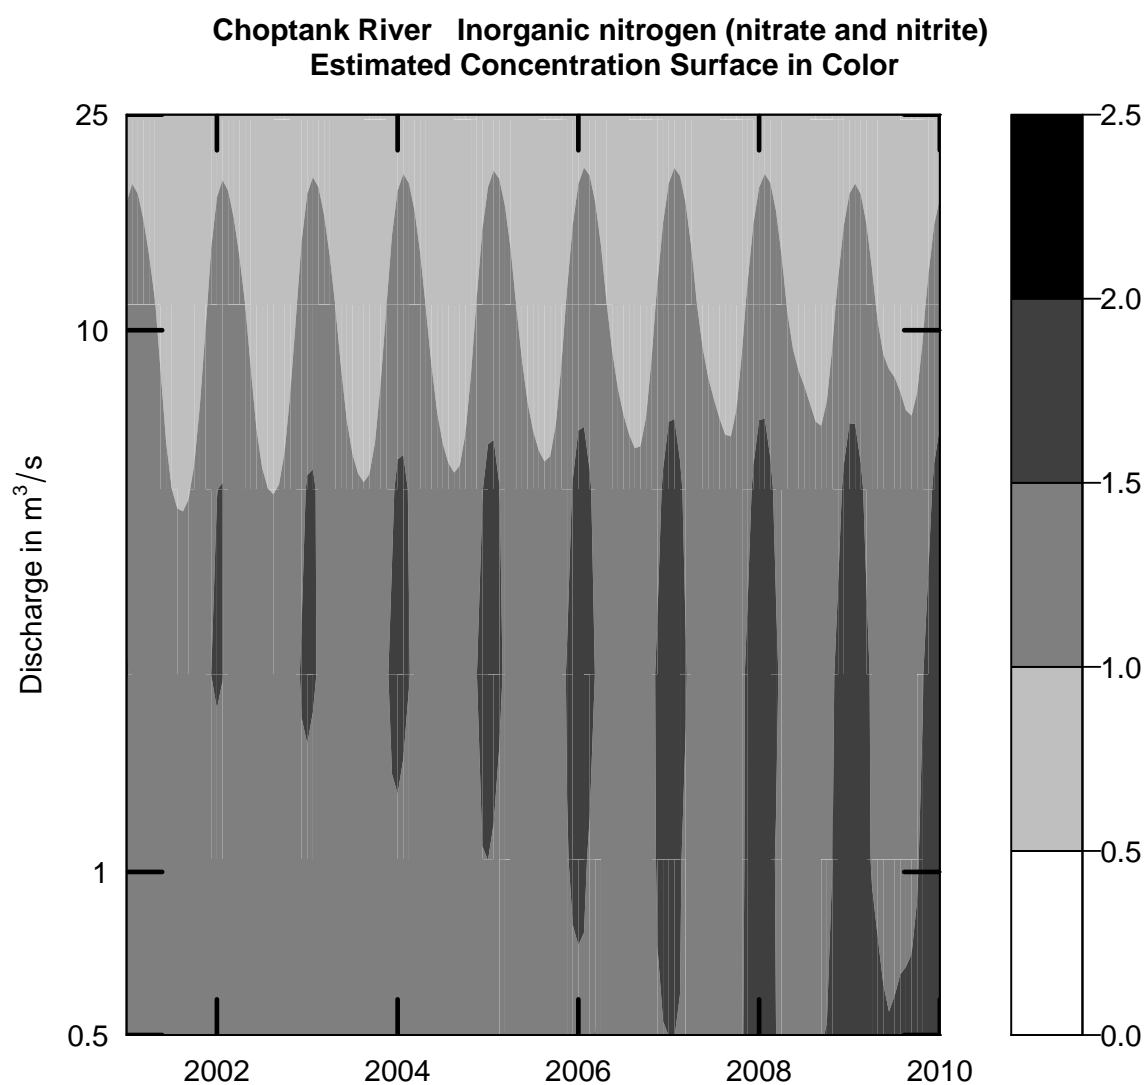 Choptank River   Inorganic nitrogen (nitrate and nitrite)
Estimated Concentration Surface in Color
25
10
1
0.5
Discharge in m³/s
2002 2004 2006 2008 2010
2.5
2.0
1.5
1.0
0.5
0.0